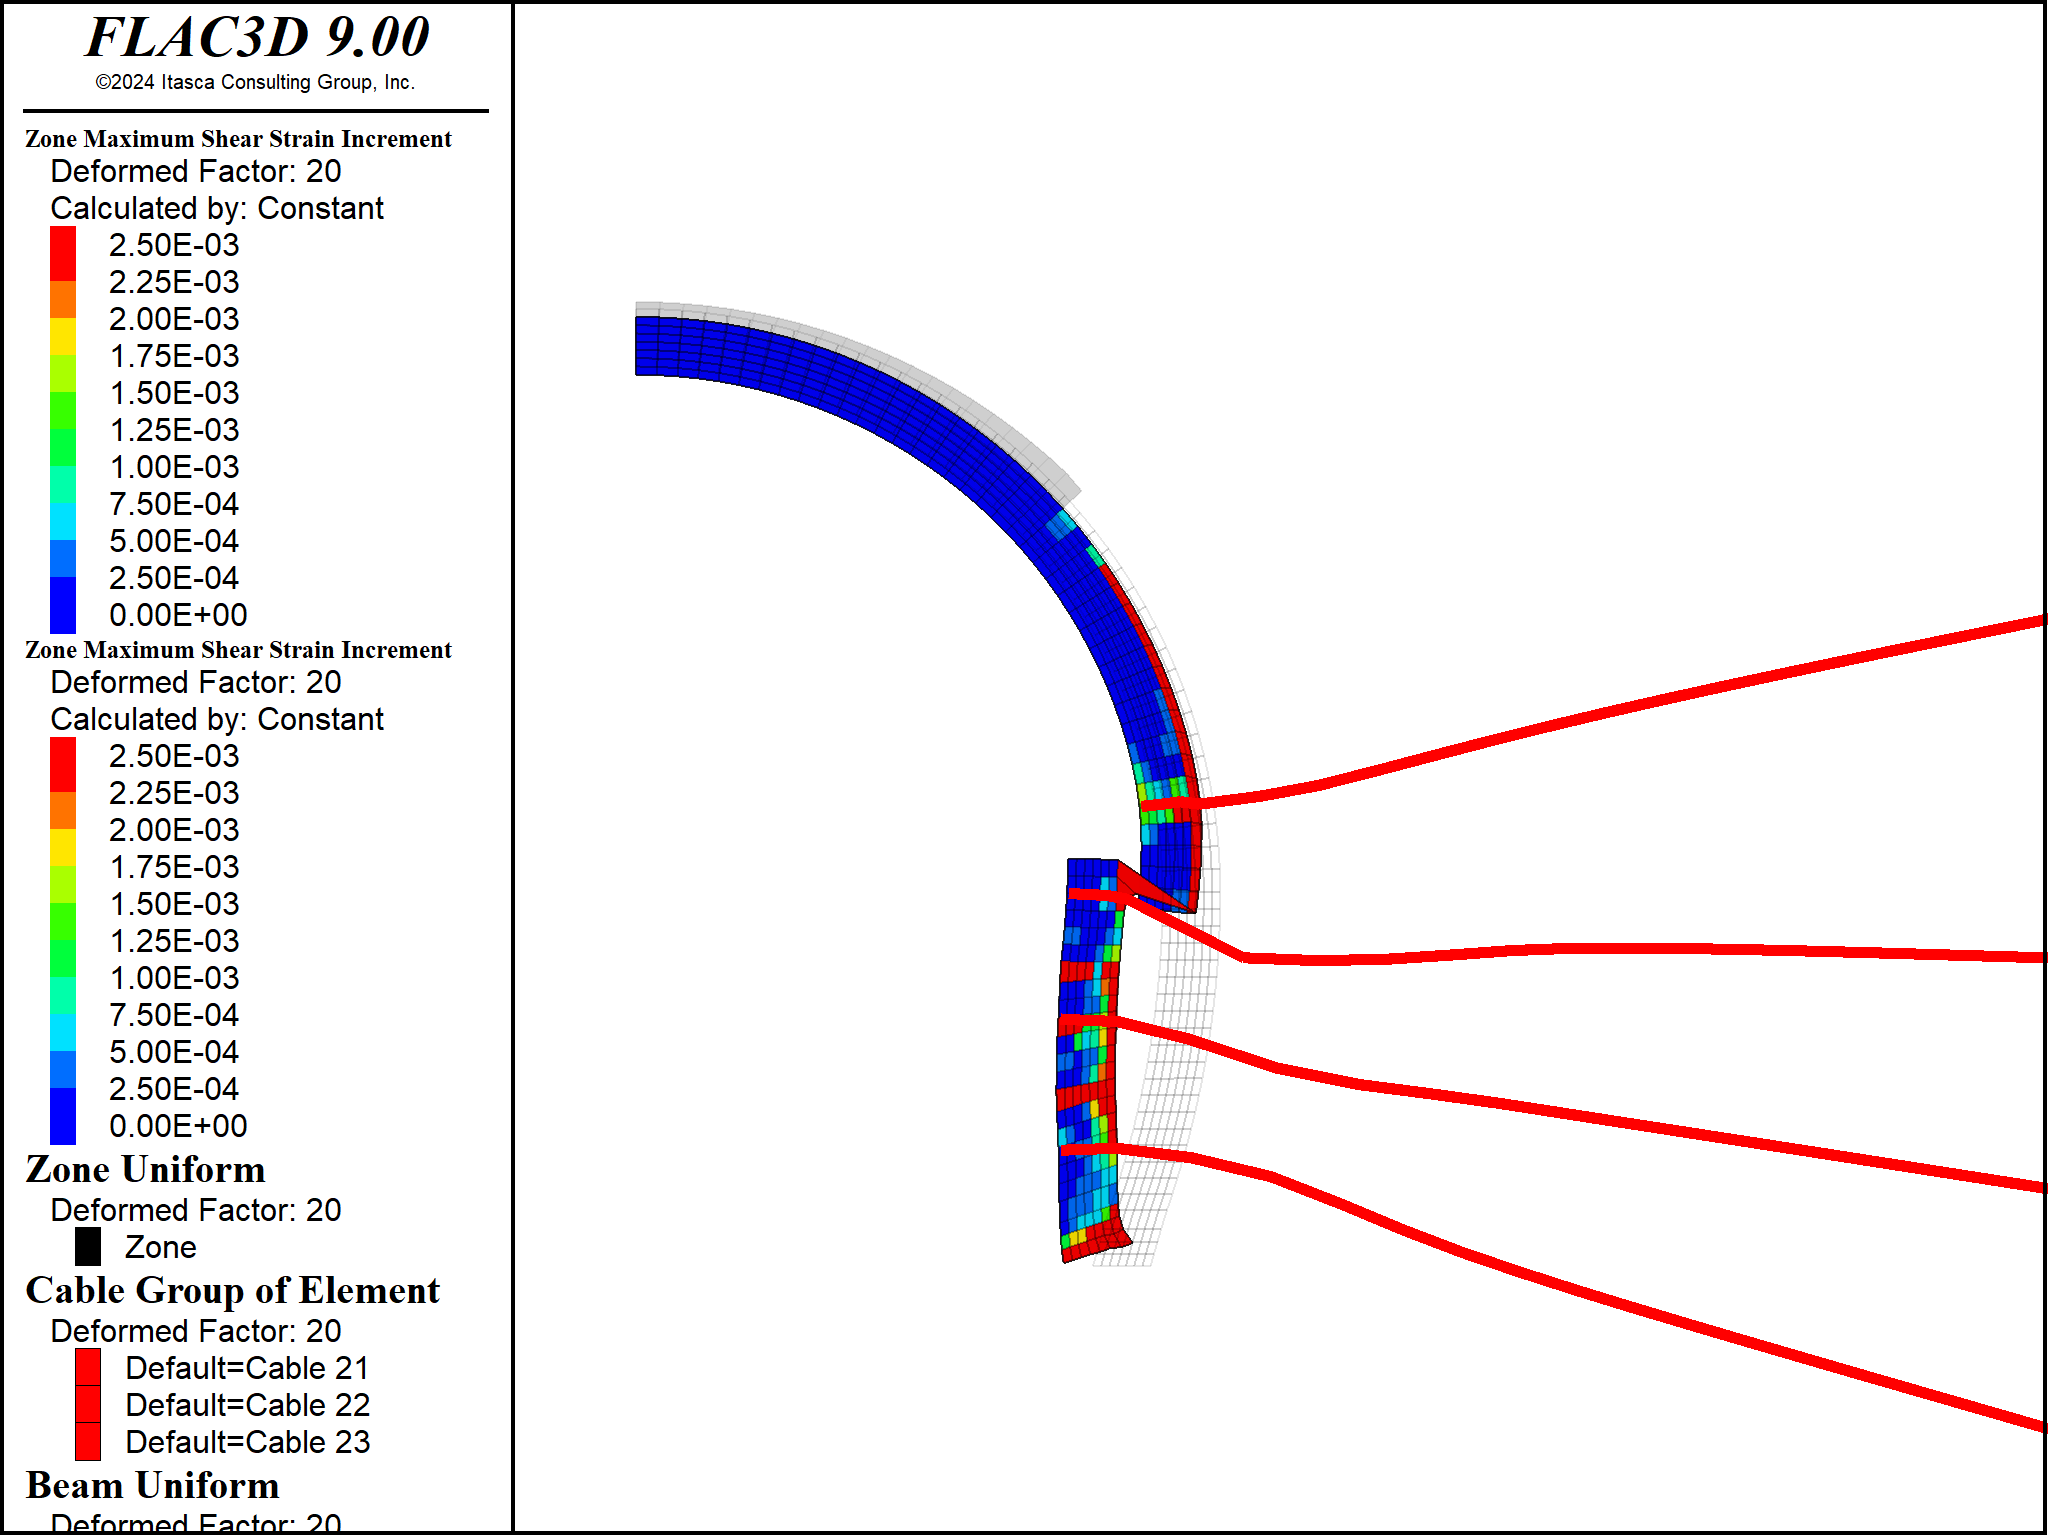 FLAC3D 9.00
©2024 Itasca Consulting Group, Inc.
Zone Maximum Shear Strain Increment
Deformed Factor: 20
Calculated by: Constant
2.50E-03
2.25E-03
2.00E-03
1.75E-03
1.50E-03
1.25E-03
1.00E-03
7.50E-04
5.00E-04
2.50E-04
0.00E+00
Zone Maximum Shear Strain Increment
Deformed Factor: 20
Calculated by: Constant
2.50E-03
2.25E-03
2.00E-03
1.75E-03
1.50E-03
1.25E-03
1.00E-03
7.50E-04
5.00E-04
2.50E-04
0.00E+00
Zone Uniform
Deformed Factor: 20
Zone
Cable Group of Element
Deformed Factor: 20
Default=Cable 21
Default=Cable 22
Default=Cable 23
Beam Uniform
Deformed Factor: 20